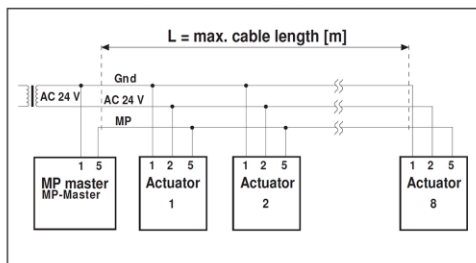 L = max. cable length [m]
Gnd
AC 24 V
AC 24 V
MP
1 5
1 2 5
1 2 5
1 2 5
MP master
MP-Master
Actuator
1
Actuator
2
Actuator
8